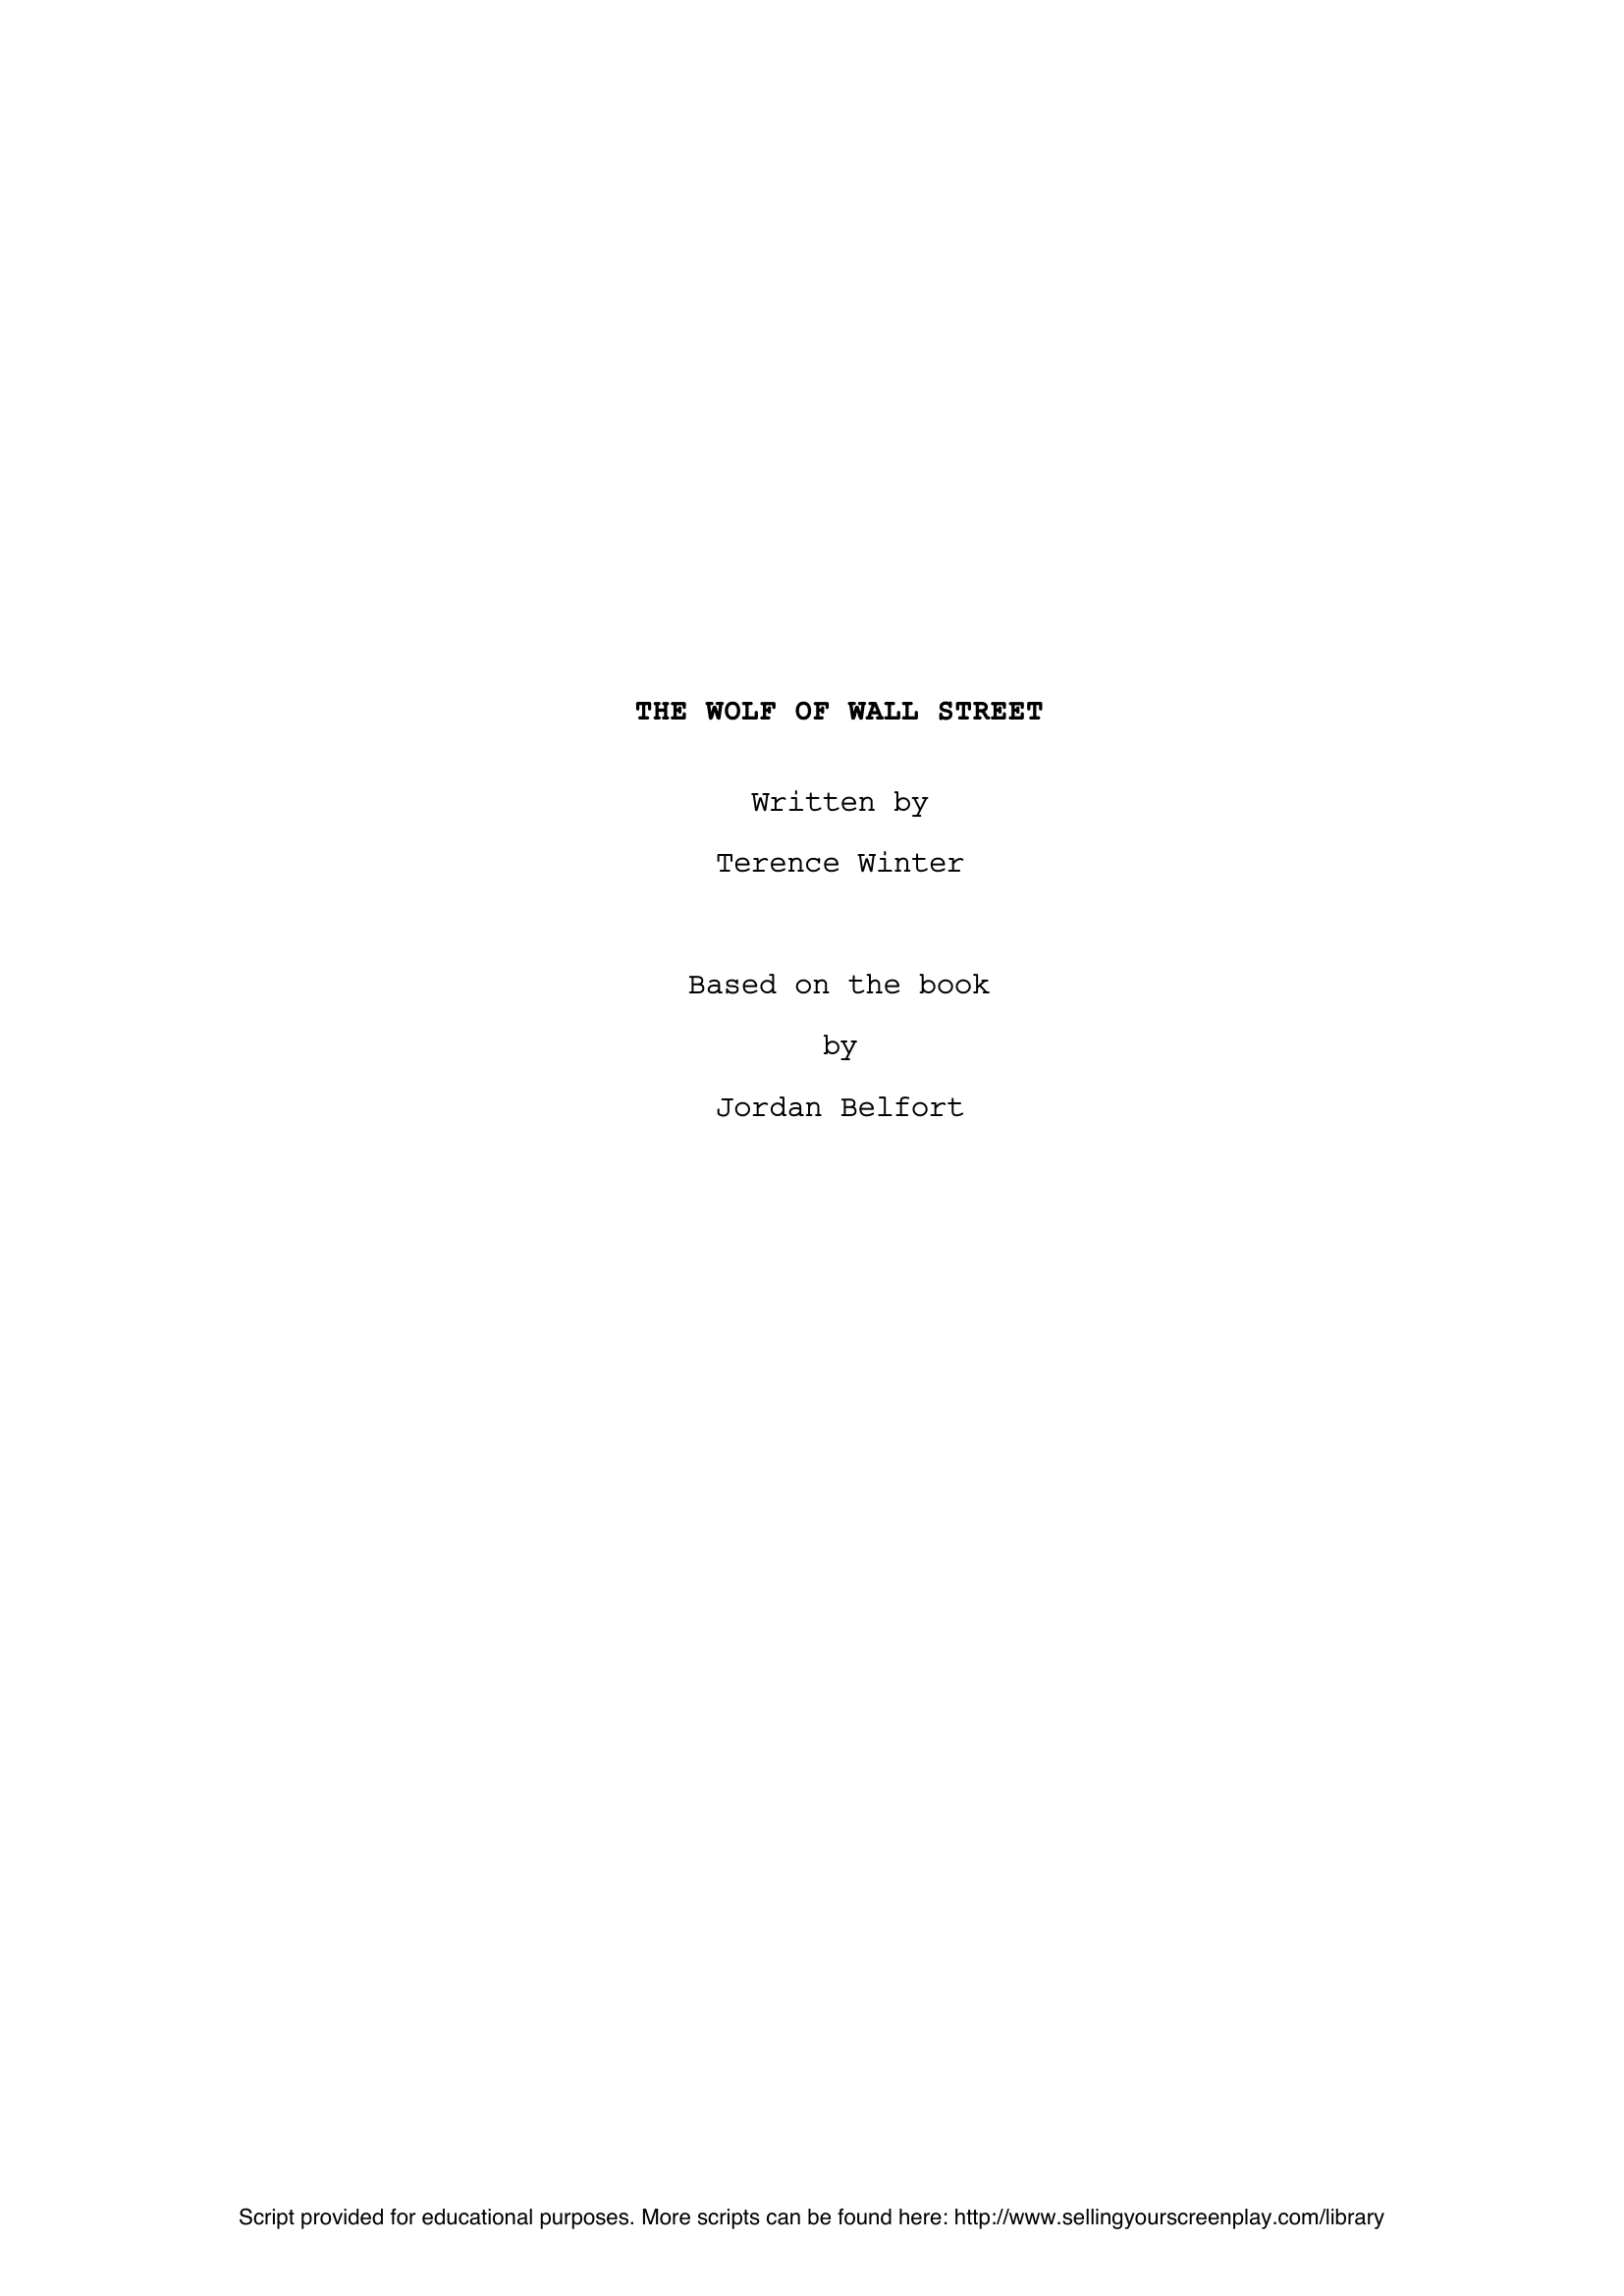 THE WOLF OF WALL STREET
Written by
Terence Winter
Based on the book
by
Jordan Belfort
Script provided for educational purposes. More scripts can be found here: http://www.sellingyourscreenplay.com/library